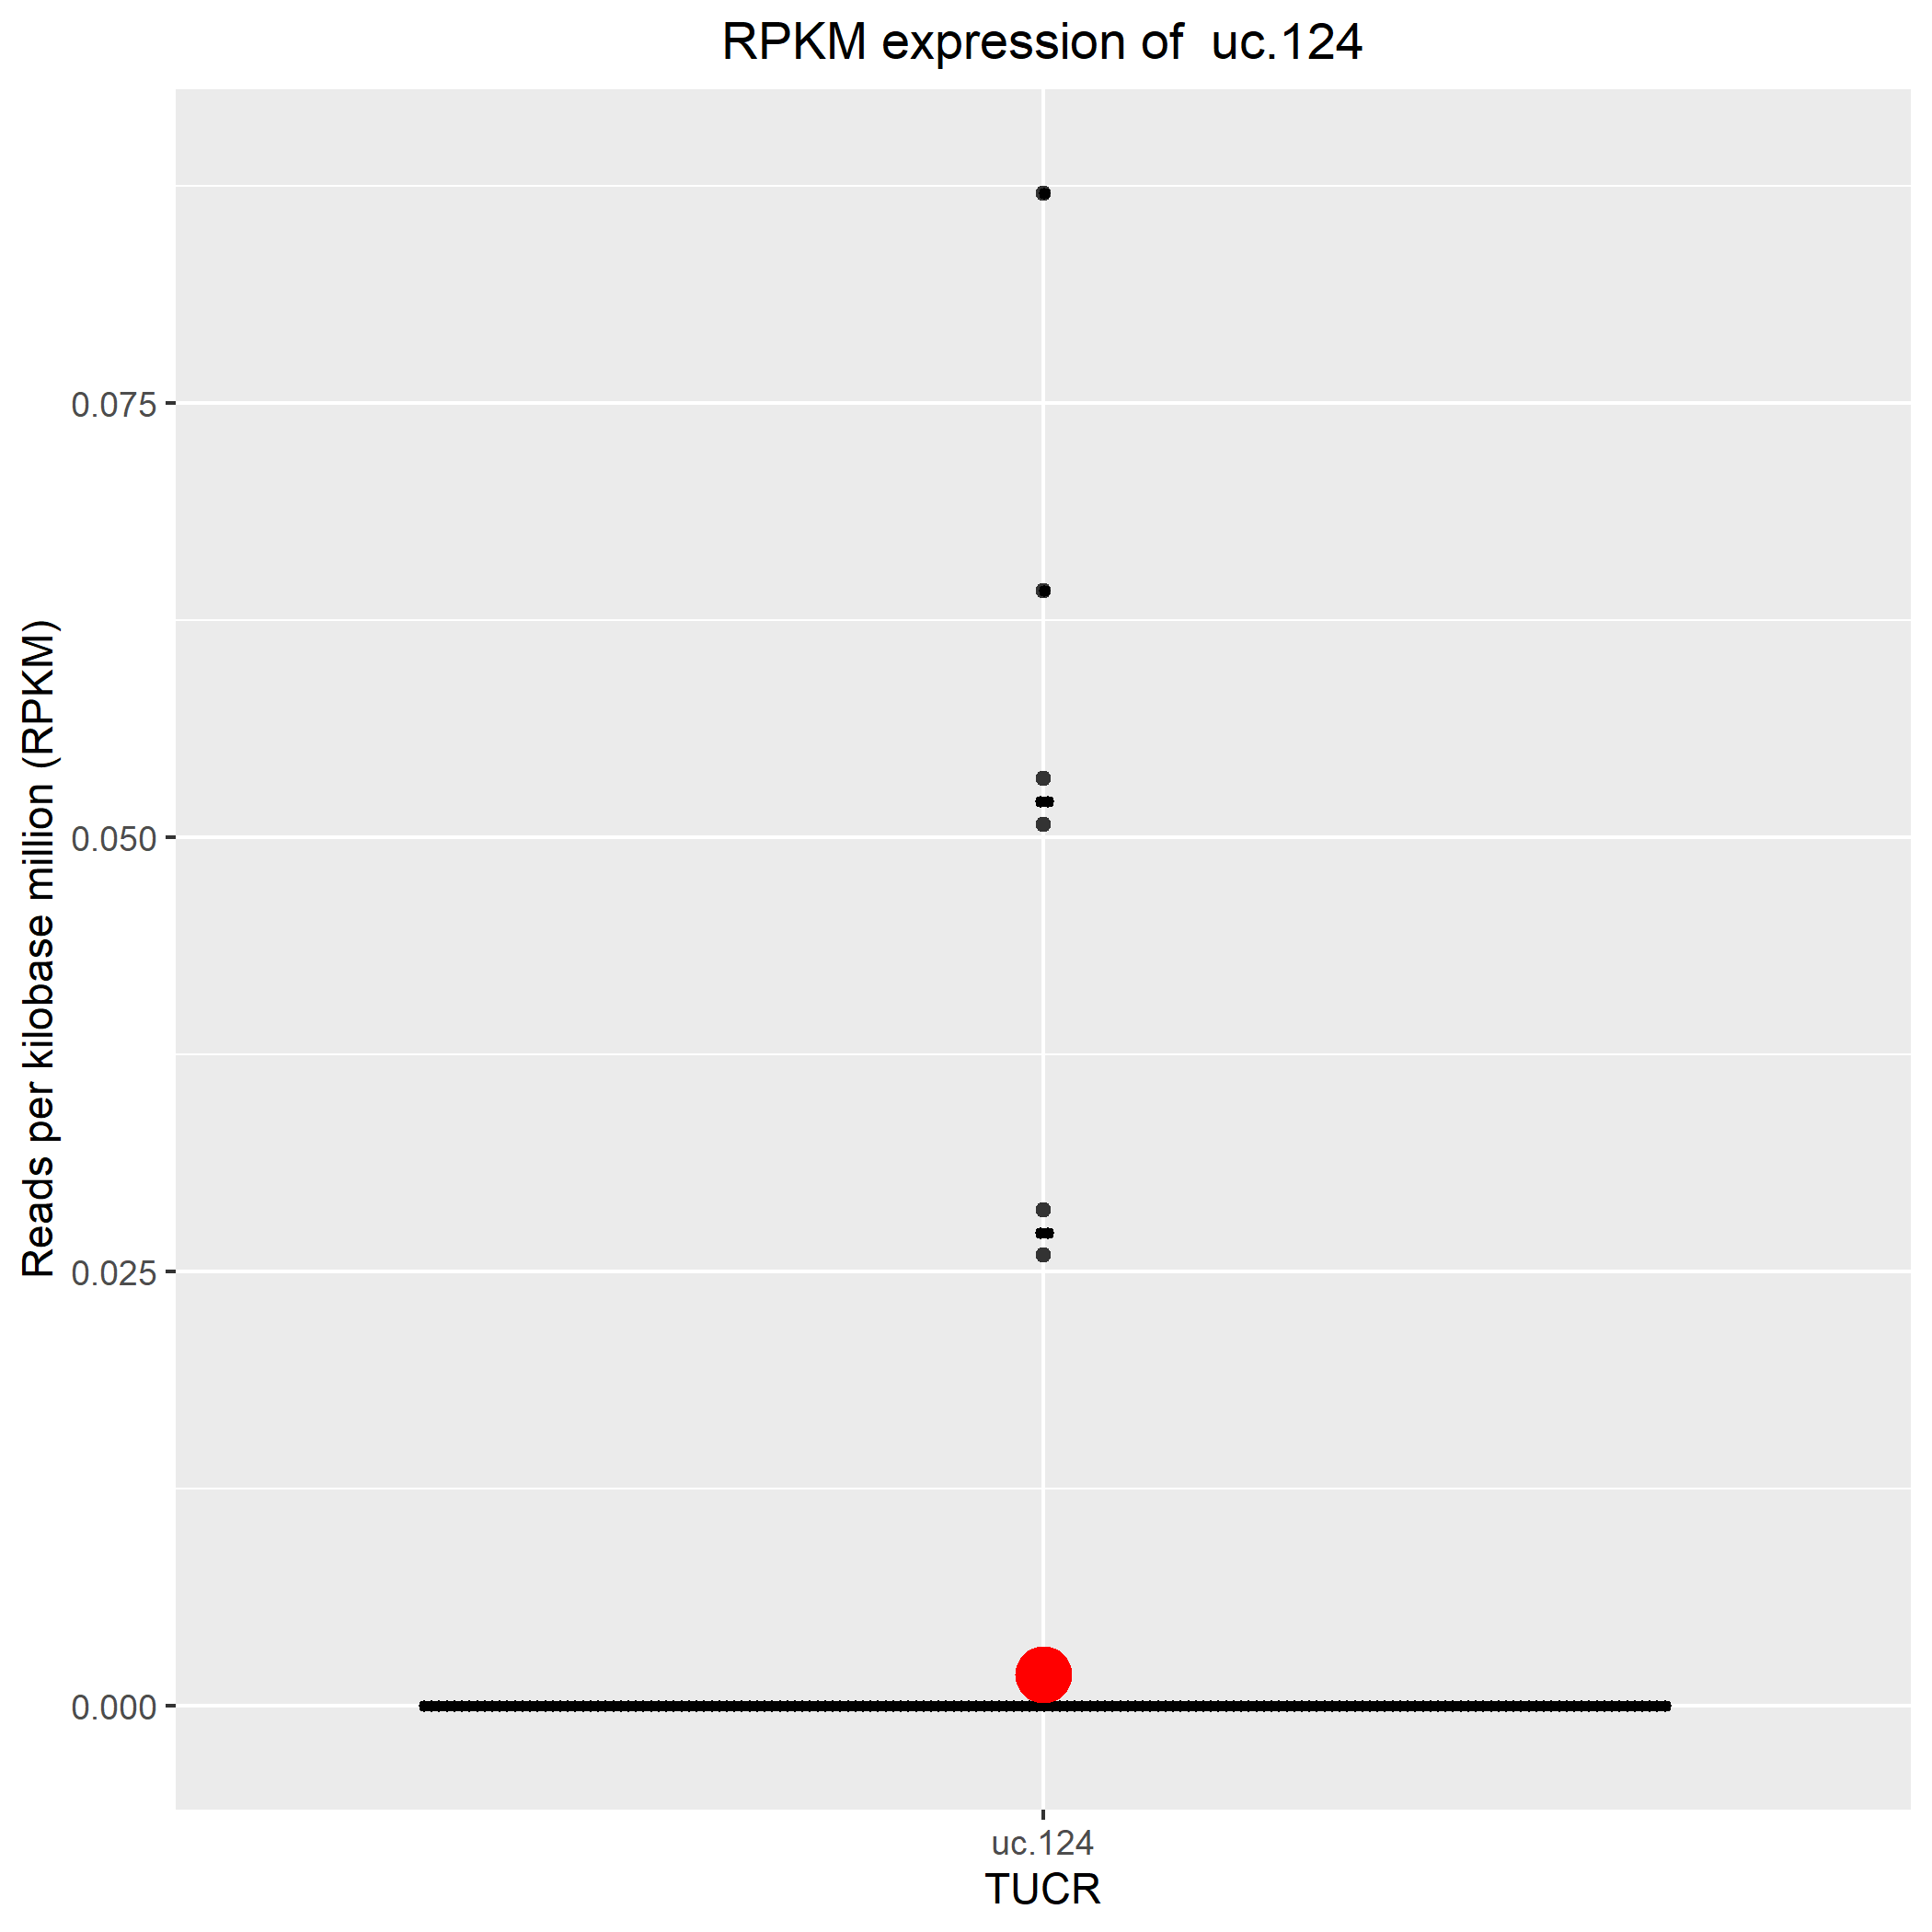 RPKM expression of  uc.124
Reads per kilobase million (RPKM)
0.075
0.050
0.025
0.000
uc.124
TUCR